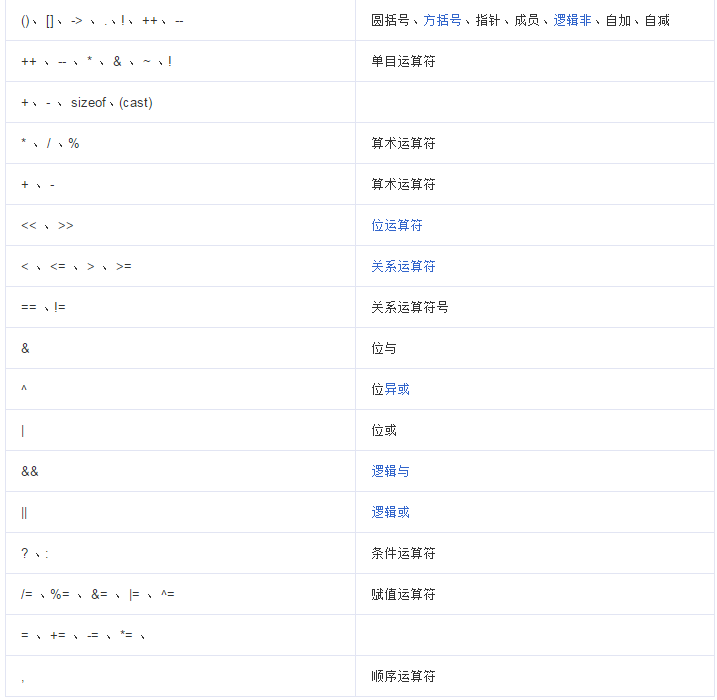 ()、 []、 -> 、 .、!、 ++、 -- 圆括号、方括号、指针、成员、逻辑非、自加、自减
++ 、 -- 、 * 、 & 、 ~ 、! 单目运算符
+、 - 、 sizeof、(cast)
* 、 / 、% 算术运算符
+ 、 - 算术运算符
<< 、 >> 位运算符
< 、 <= 、 > 、 >= 关系运算符
== 、!= 关系运算符号
& 位与
^ 位异或
| 位或
&& 逻辑与
|| 逻辑或
? 、: 条件运算符
/= 、%= 、 &= 、 |= 、 ^= 赋值运算符
= 、 += 、 -= 、 *= 、
, 顺序运算符